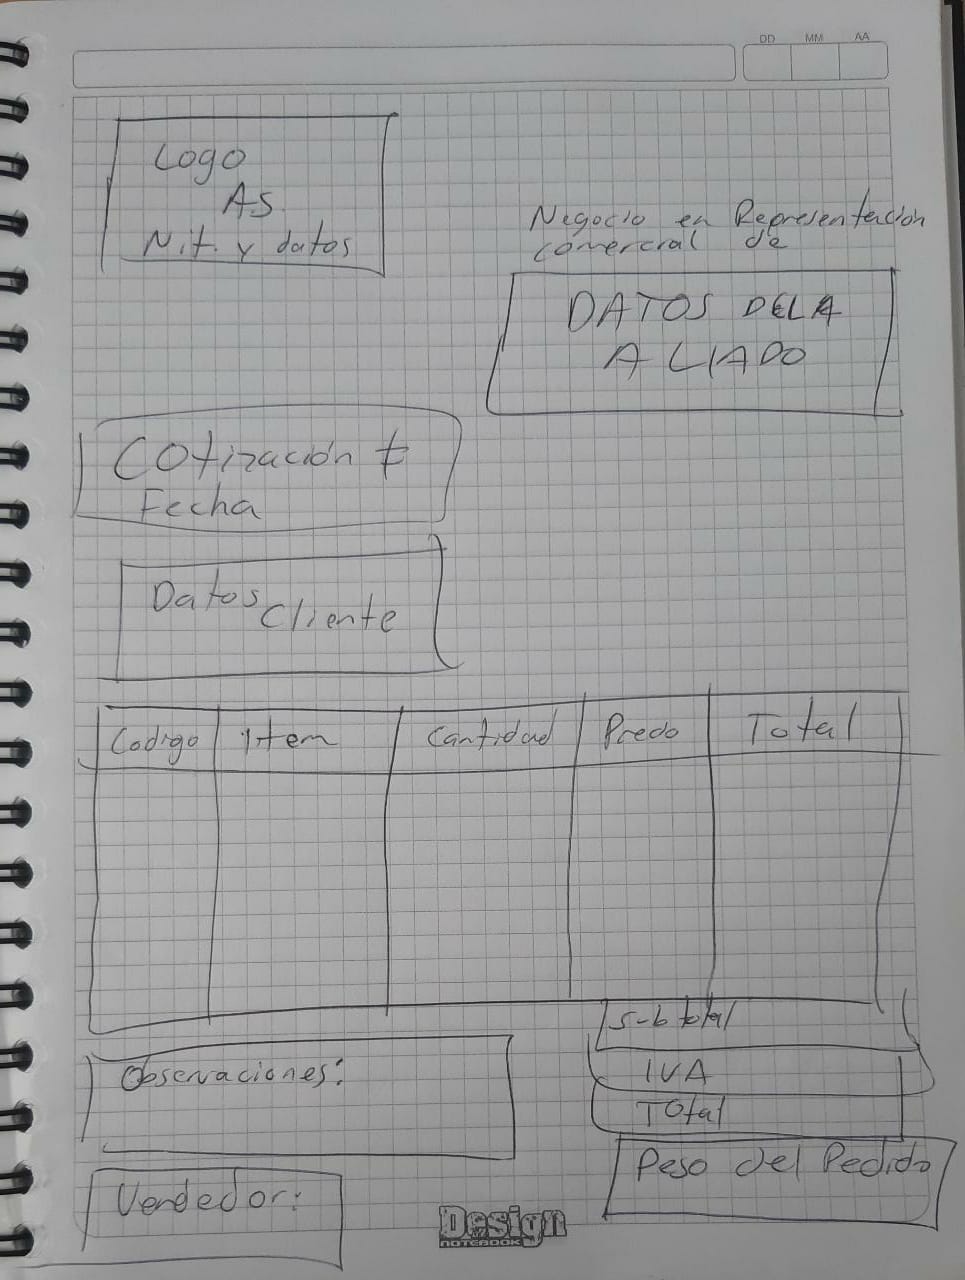 DD MM AA
Logo
A.S.
Nit. y datos
Negocio en Representación
comercial de
DATOS DELA
ALIADO
Cotización #
Fecha
Datos Cliente
Codigo Item Cantidad Precio Total
Sub total
IVA
Total
Observaciones:
Peso del Pedido
Vendedor:
Design
NOTEBOOK